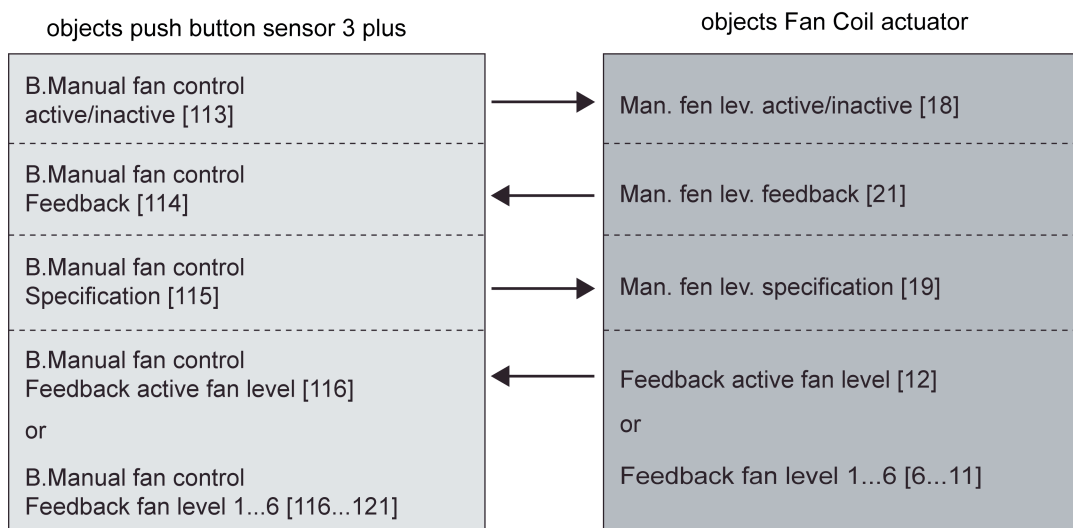 objects push button sensor 3 plus
objects Fan Coil actuator
B.Manual fan control
active/inactive [113]
Man. fen lev. active/inactive [18]
B.Manual fan control
Feedback [114]
Man. fen lev. feedback [21]
B.Manual fan control
Specification [115]
Man. fen lev. specification [19]
B.Manual fan control
Feedback active fan level [116]
or
B.Manual fan control
Feedback fan level 1...6 [116...121]
Feedback active fan level [12]
or
Feedback fan level 1...6 [6...11]